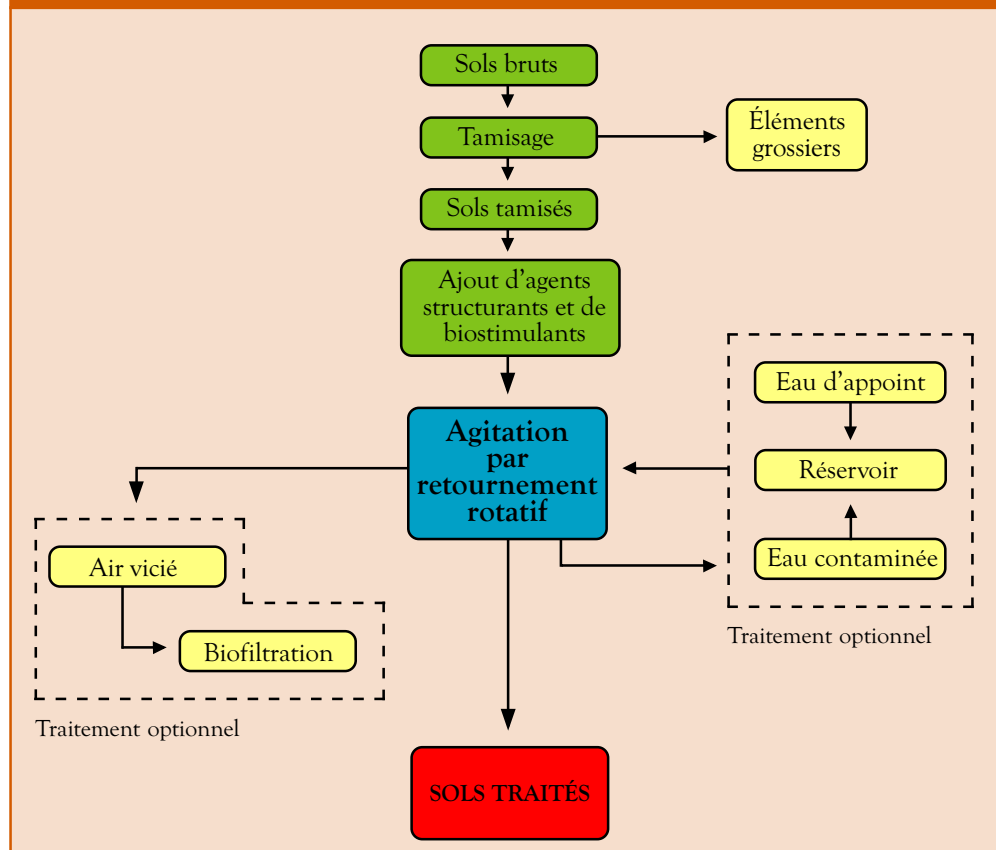 Sols bruts
Tamisage
Éléments
grossiers
Sols tamisés
Ajout d'agents
structurants et de
biostimulants
Eau d'appoint
Agitation
par
retournement
rotatif
Réservoir
Eau contaminée
Traitement optionnel
Air vicié
Biofiltration
Traitement optionnel
SOLS TRAITÉS